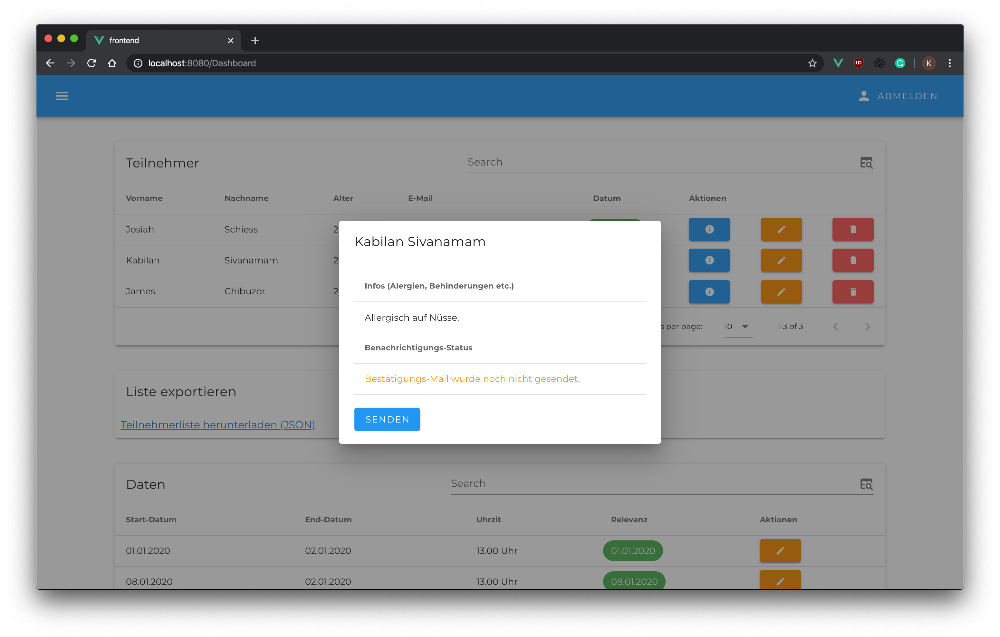 frontend
localhost:8080/Dashboard
K
ABMELDEN
Teilnehmer
Search
Vorname Nachname Alter E-Mail Datum Aktionen
Josiah Schiess
Kabilan Sivanamam
James Chibuzor
per page: 10 1-3 of 3
Kabilan Sivanamam
Infos (Alergien, Behinderungen etc.)
Allergisch auf Nüsse.
Benachrichtigungs-Status
Bestätigungs-Mail wurde noch nicht gesendet.
SENDEN
Liste exportieren
Teilnehmerliste herunterladen (JSON)
Daten
Search
Start-Datum End-Datum Uhrzit Relevanz Aktionen
01.01.2020 02.01.2020 13.00 Uhr 01.01.2020
08.01.2020 02.01.2020 13.00 Uhr 08.01.2020